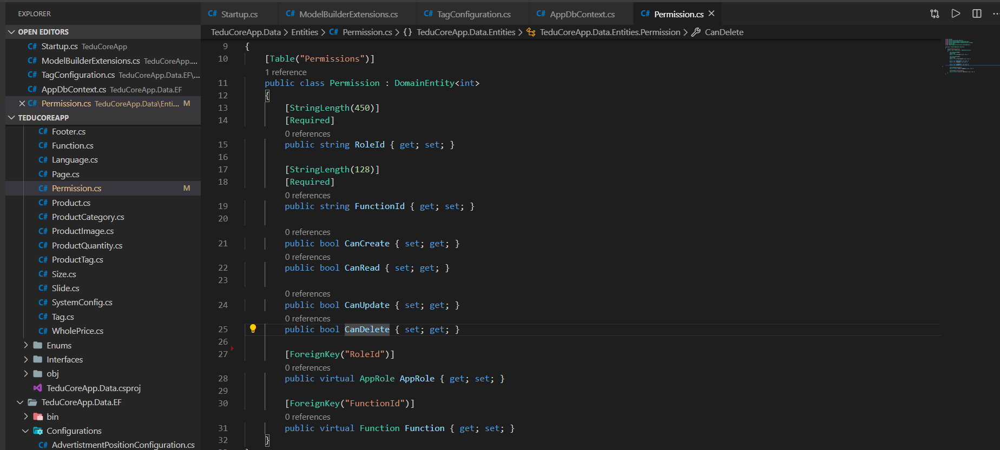 EXPLORER
OPEN EDITORS
C# Startup.cs TeduCoreApp
C# ModelBuilderExtensions.cs TeduCoreApp....
C# TagConfiguration.cs TeduCoreApp.Data.EF\...
C# AppDbContext.cs TeduCoreApp.Data.EF
C# Permission.cs TeduCoreApp.Data\Enti... M
TEDUCOREAPP
C# Footer.cs
C# Function.cs
C# Language.cs
C# Page.cs
C# Permission.cs M
C# Product.cs
C# ProductCategory.cs
C# ProductImage.cs
C# ProductQuantity.cs
C# ProductTag.cs
C# Size.cs
C# Slide.cs
C# SystemConfig.cs
C# Tag.cs
C# WholePrice.cs
Enums
Interfaces
obj
TeduCoreApp.Data.csproj
TeduCoreApp.Data.EF
bin
Configurations
C# AdvertistmentPositionConfiguration.cs
C# Startup.cs C# ModelBuilderExtensions.cs C# TagConfiguration.cs C# AppDbContext.cs C# Permission.cs
TeduCoreApp.Data > Entities > C# Permission.cs > {} TeduCoreApp.Data.Entities > TeduCoreApp.Data.Entities.Permission > CanDelete
9 {
10 [Table("Permissions")]
1 reference
11 public class Permission : DomainEntity<int>
12 {
13 [StringLength(450)]
14 [Required]
0 references
15 public string RoleId { get; set; }
16
17 [StringLength(128)]
18 [Required]
0 references
19 public string FunctionId { get; set; }
20
0 references
21 public bool CanCreate { set; get; }
0 references
22 public bool CanRead { set; get; }
23
0 references
24 public bool CanUpdate { set; get; }
0 references
25 public bool CanDelete { set; get; }
26
27 [ForeignKey("RoleId")]
0 references
28 public virtual AppRole AppRole { get; set; }
29
30 [ForeignKey("FunctionId")]
0 references
31 public virtual Function Function { get; set; }
32 }